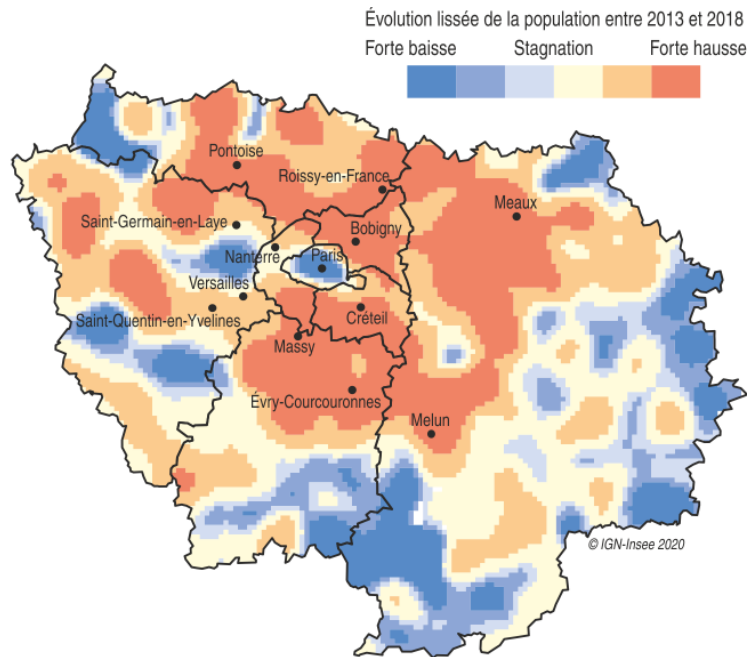 Évolution lissée de la population entre 2013 et 2018
Forte baisse Stagnation Forte hausse
Pontoise
Roissy-en-France
Meaux
Saint-Germain-en-Laye
Bobigny
Nanterre
Paris
Versailles
Saint-Quentin-en-Yvelines
Créteil
Massy
Évry-Courcouronnes
Melun
© IGN-Insee 2020